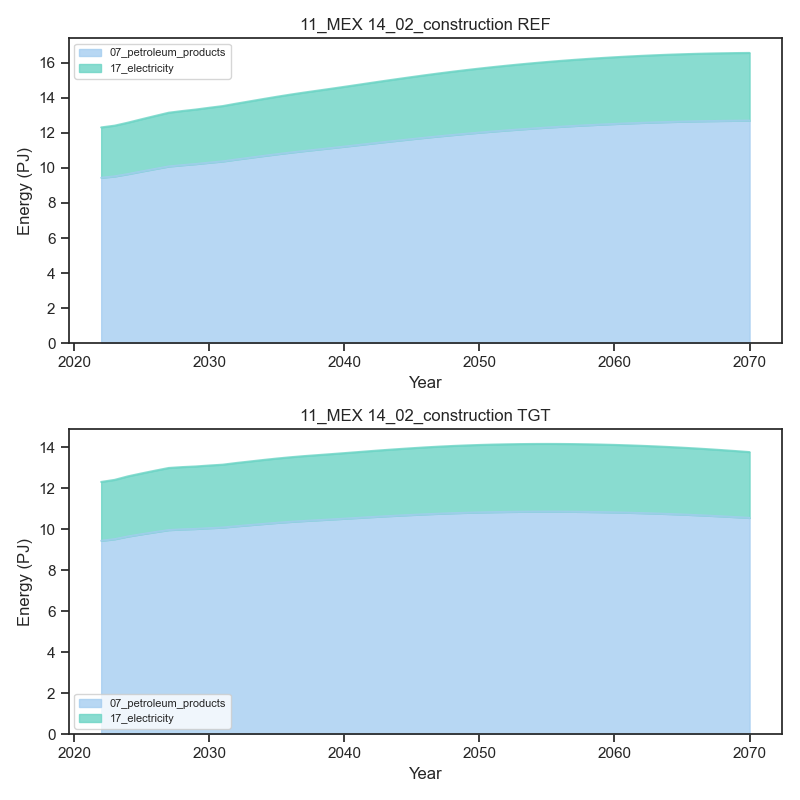 11_MEX 14_02_construction REF
07_petroleum_products
17_electricity
16
14
12
10
8
6
4
2
0
Energy (PJ)
2020 2030 2040 2050 2060 2070
Year
11_MEX 14_02_construction TGT
14
12
10
8
6
4
2
0
Energy (PJ)
07_petroleum_products
17_electricity
2020 2030 2040 2050 2060 2070
Year